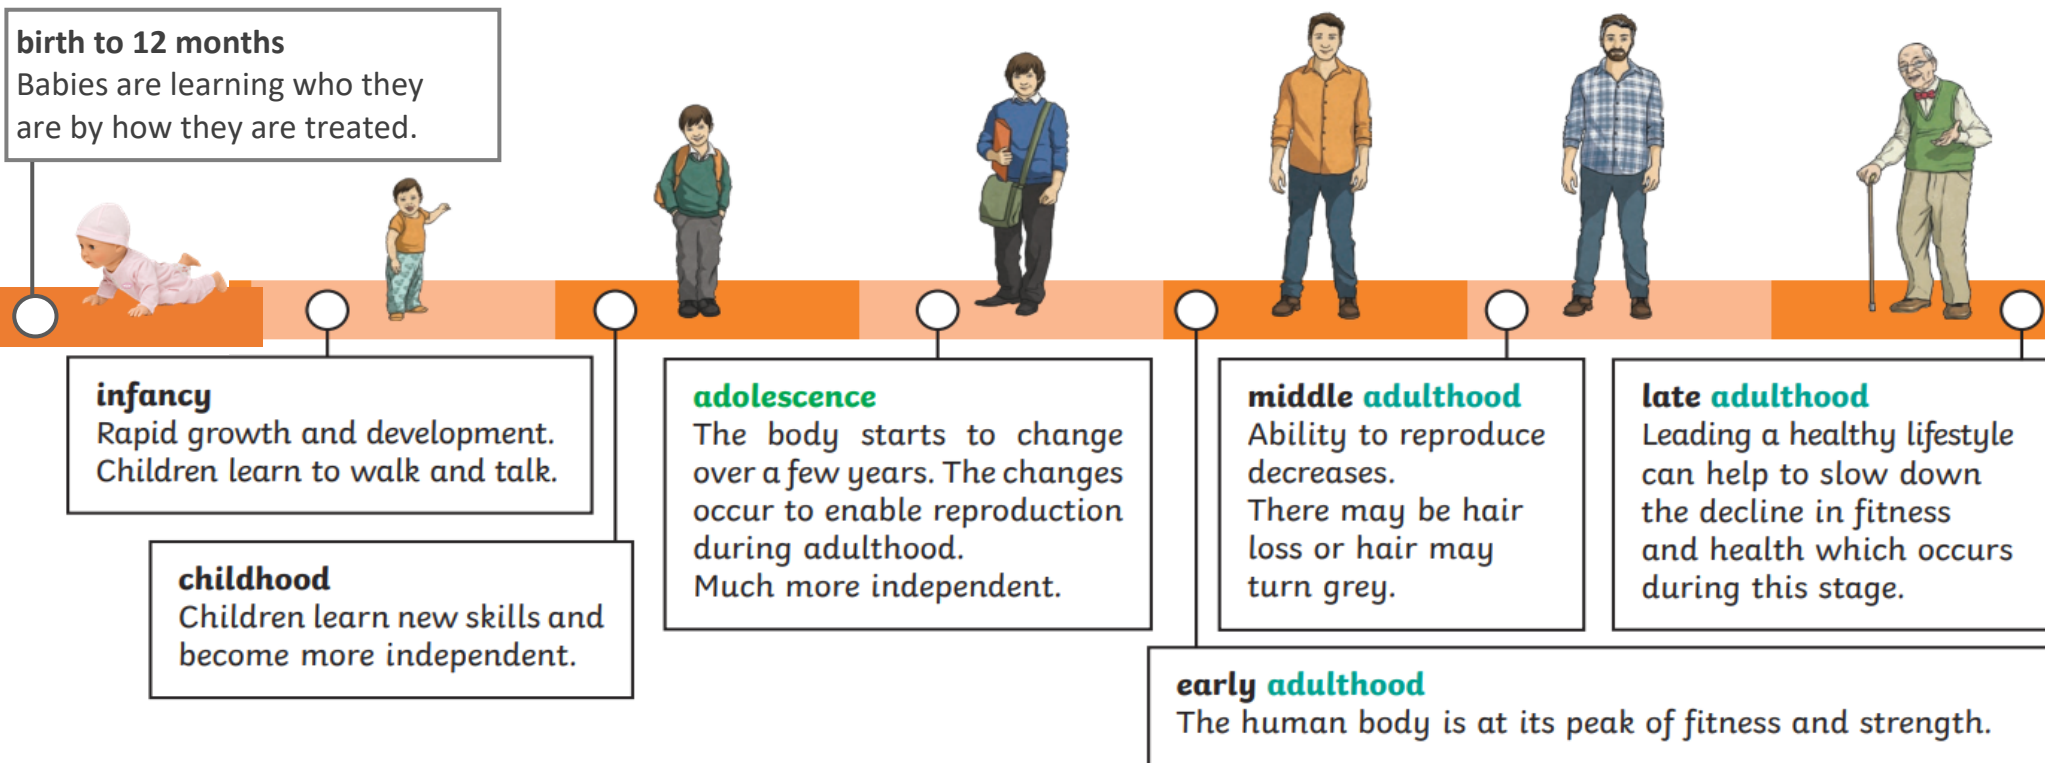 birth to 12 months
Babies are learning who they
are by how they are treated.
infancy
Rapid growth and development.
Children learn to walk and talk.
childhood
Children learn new skills and
become more independent.
adolescence
The body starts to change
over a few years. The changes
occur to enable reproduction
during adulthood.
Much more independent.
early adulthood
The human body is at its peak of fitness and strength.
middle adulthood
Ability to reproduce
decreases.
There may be hair
loss or hair may
turn grey.
late adulthood
Leading a healthy lifestyle
can help to slow down
the decline in fitness
and health which occurs
during this stage.